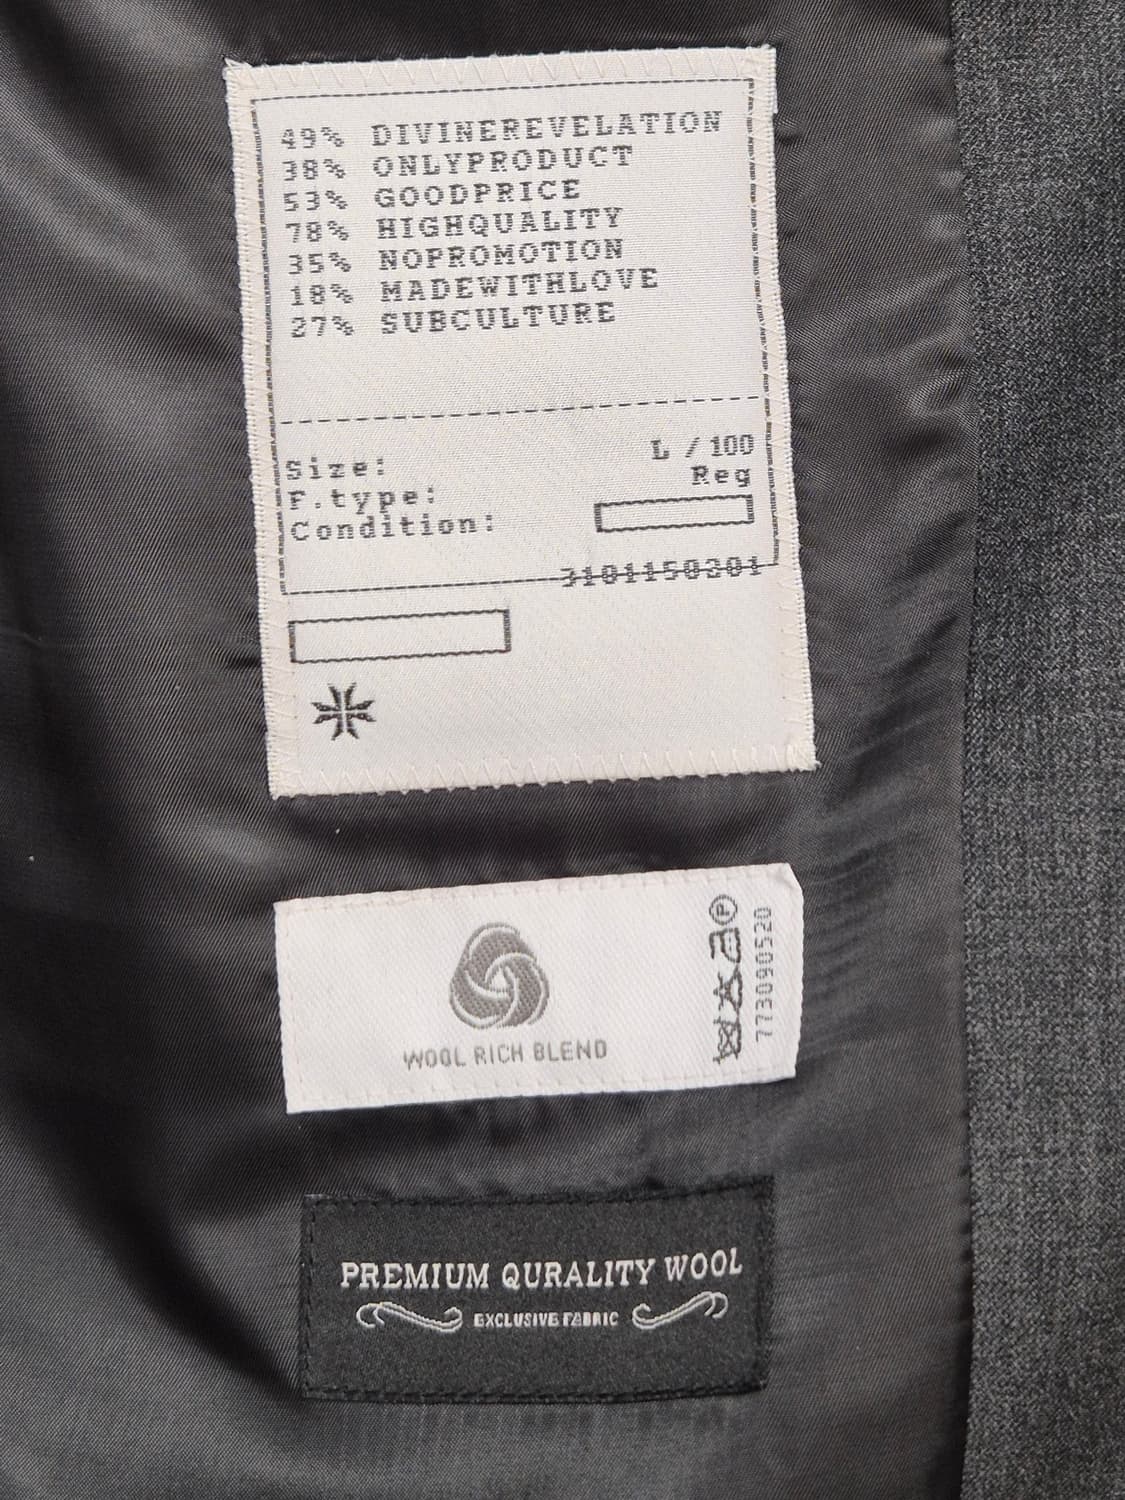 49% DIVINEREVELATION
38% ONLYPRODUCT
53% GOODPRICE
78% HIGHQUALITY
35% NOPROMOTION
18% MADEWITHLOVE
27% SUBCULTURE
Size: L / 100
F.type: Reg
Condition:
3101150301
WOOL RICH BLEND
P
773090520
PREMIUM QURALITY WOOL
EXCLUSIVE FABRIC